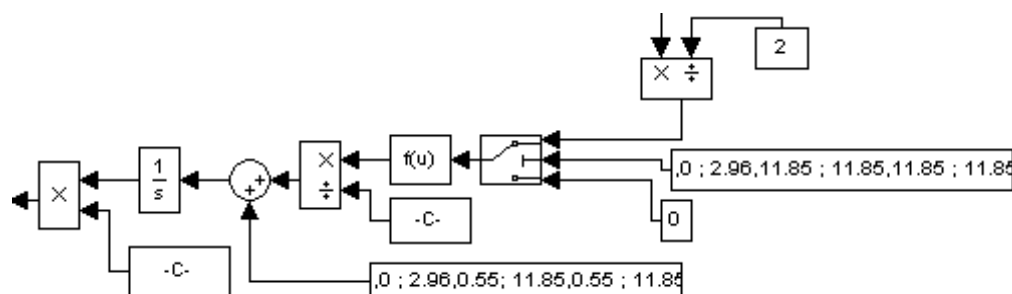 2
× ÷
,0 ; 2.96,11.85 ; 11.85,11.85 ; 11.85
f(u)
×
÷
+
+
1
s
×
-C-
0
-C-
,0 ; 2.96,0.55; 11.85,0.55 ; 11.85